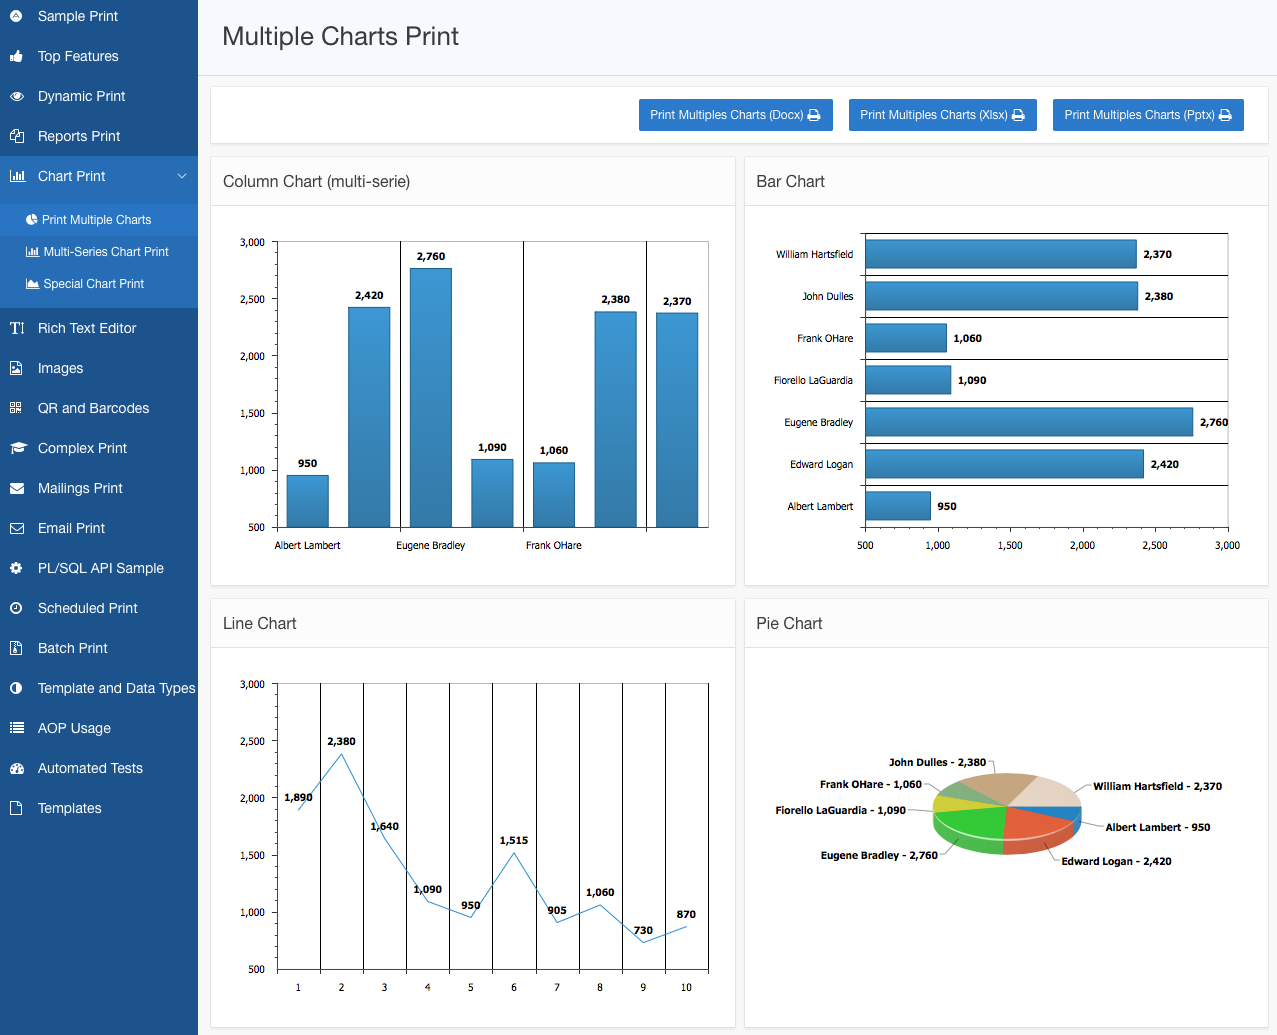 Sample Print
Top Features
Dynamic Print
Reports Print
Chart Print
Print Multiple Charts
Multi-Series Chart Print
Special Chart Print
Rich Text Editor
Images
QR and Barcodes
Complex Print
Mailings Print
Email Print
PL/SQL API Sample
Scheduled Print
Batch Print
Template and Data Types
AOP Usage
Automated Tests
Templates
Multiple Charts Print
Print Multiples Charts (Docx)
Print Multiples Charts (Xlsx)
Print Multiples Charts (Pptx)
Column Chart (multi-serie)
3,000
2,500
2,000
1,500
1,000
500
950
2,420
2,760
1,090
1,060
2,380
2,370
Albert Lambert
Eugene Bradley
Frank OHare
Bar Chart
William Hartsfield 2,370
John Dulles 2,380
Frank OHare 1,060
Fiorello LaGuardia 1,090
Eugene Bradley 2,760
Edward Logan 2,420
Albert Lambert 950
500 1,000 1,500 2,000 2,500 3,000
Line Chart
3,000
2,500
2,000
1,500
1,000
500
1,890
2,380
1,640
1,090
950
1,515
905
1,060
730
870
1 2 3 4 5 6 7 8 9 10
Pie Chart
John Dulles - 2,380
Frank OHare - 1,060
William Hartsfield - 2,370
Fiorello LaGuardia - 1,090
Albert Lambert - 950
Eugene Bradley - 2,760
Edward Logan - 2,420